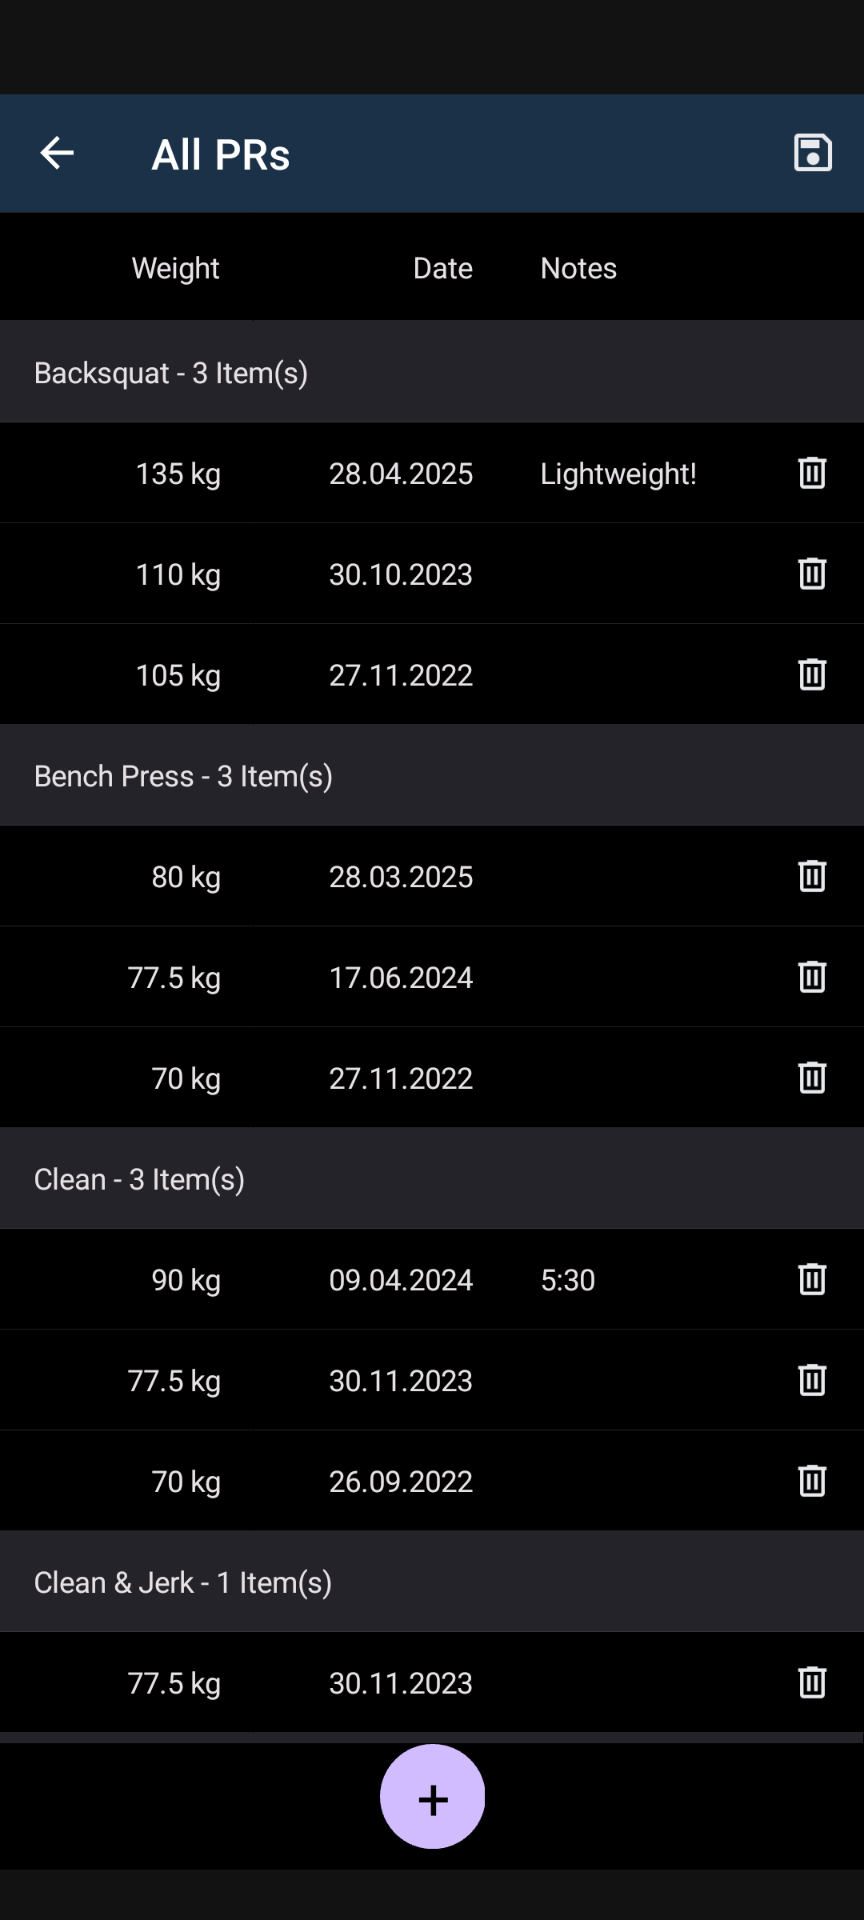 All PRs
Weight Date Notes
Backsquat - 3 Item(s)
135 kg 28.04.2025 Lightweight!
110 kg 30.10.2023
105 kg 27.11.2022
Bench Press - 3 Item(s)
80 kg 28.03.2025
77.5 kg 17.06.2024
70 kg 27.11.2022
Clean - 3 Item(s)
90 kg 09.04.2024 5:30
77.5 kg 30.11.2023
70 kg 26.09.2022
Clean & Jerk - 1 Item(s)
77.5 kg 30.11.2023
+